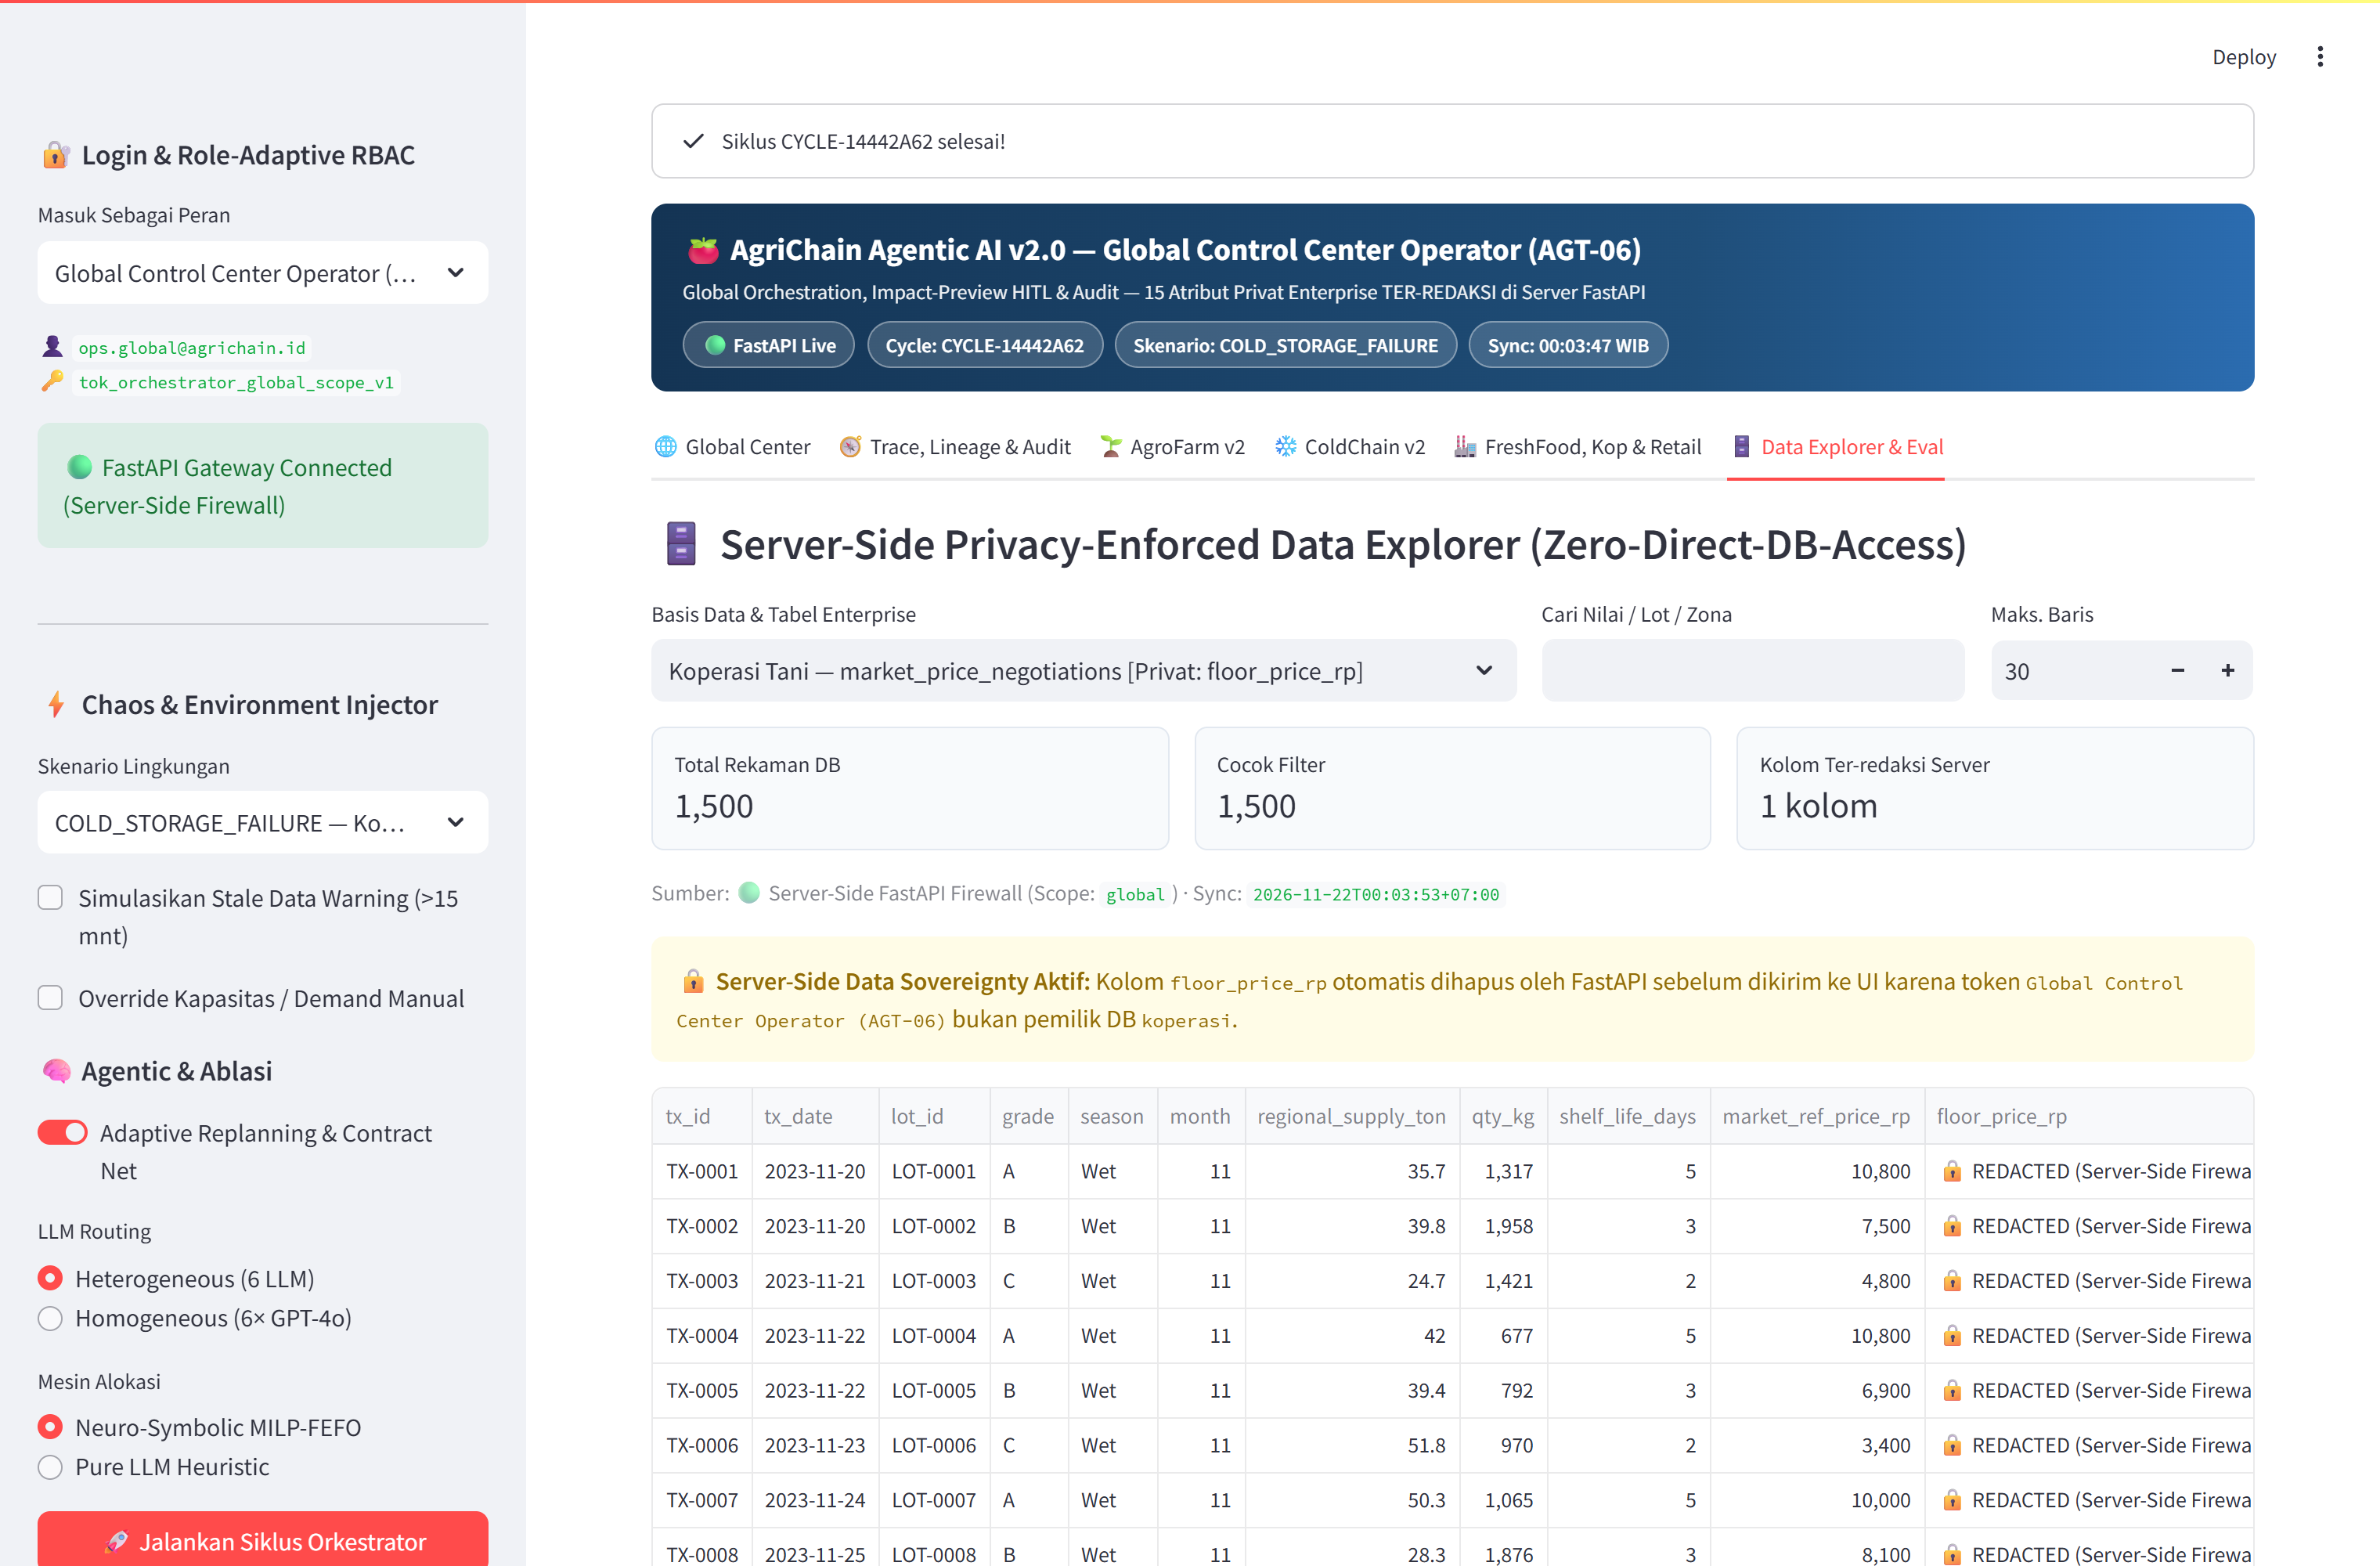 Deploy
Login & Role-Adaptive RBAC
Masuk Sebagai Peran
Global Control Center Operator (...
ops.global@agrichain.id
tok_orchestrator_global_scope_v1
FastAPI Gateway Connected
(Server-Side Firewall)
Chaos & Environment Injector
Skenario Lingkungan
COLD_STORAGE_FAILURE — Ko...
Simulasikan Stale Data Warning (>15
mnt)
Override Kapasitas / Demand Manual
Agentic & Ablasi
Adaptive Replanning & Contract
Net
LLM Routing
Heterogeneous (6 LLM)
Homogeneous (6× GPT-4o)
Mesin Alokasi
Neuro-Symbolic MILP-FEFO
Pure LLM Heuristic
Jalankan Siklus Orkestrator
Siklus CYCLE-14442A62 selesai!
AgriChain Agentic AI v2.0 — Global Control Center Operator (AGT-06)
Global Orchestration, Impact-Preview HITL & Audit — 15 Atribut Privat Enterprise TER-REDAKSI di Server FastAPI
FastAPI Live Cycle: CYCLE-14442A62 Skenario: COLD_STORAGE_FAILURE Sync: 00:03:47 WIB
Global Center Trace, Lineage & Audit AgroFarm v2 ColdChain v2 FreshFood, Kop & Retail Data Explorer & Eval
Server-Side Privacy-Enforced Data Explorer (Zero-Direct-DB-Access)
Basis Data & Tabel Enterprise Cari Nilai / Lot / Zona Maks. Baris
Koperasi Tani — market_price_negotiations [Privat: floor_price_rp] 30 − +
Total Rekaman DB Cocok Filter Kolom Ter-redaksi Server
1,500 1,500 1 kolom
Sumber: Server-Side FastAPI Firewall (Scope: global ) · Sync: 2026-11-22T00:03:53+07:00
Server-Side Data Sovereignty Aktif: Kolom floor_price_rp otomatis dihapus oleh FastAPI sebelum dikirim ke UI karena token Global Control
Center Operator (AGT-06) bukan pemilik DB koperasi.
tx_id tx_date lot_id grade season month regional_supply_ton qty_kg shelf_life_days market_ref_price_rp floor_price_rp
TX-0001 2023-11-20 LOT-0001 A Wet 11 35.7 1,317 5 10,800 REDACTED (Server-Side Firewa
TX-0002 2023-11-20 LOT-0002 B Wet 11 39.8 1,958 3 7,500 REDACTED (Server-Side Firewa
TX-0003 2023-11-21 LOT-0003 C Wet 11 24.7 1,421 2 4,800 REDACTED (Server-Side Firewa
TX-0004 2023-11-22 LOT-0004 A Wet 11 42 677 5 10,800 REDACTED (Server-Side Firewa
TX-0005 2023-11-22 LOT-0005 B Wet 11 39.4 792 3 6,900 REDACTED (Server-Side Firewa
TX-0006 2023-11-23 LOT-0006 C Wet 11 51.8 970 2 3,400 REDACTED (Server-Side Firewa
TX-0007 2023-11-24 LOT-0007 A Wet 11 50.3 1,065 5 10,000 REDACTED (Server-Side Firewa
TX-0008 2023-11-25 LOT-0008 B Wet 11 28.3 1,876 3 8,100 REDACTED (Server-Side Firewa